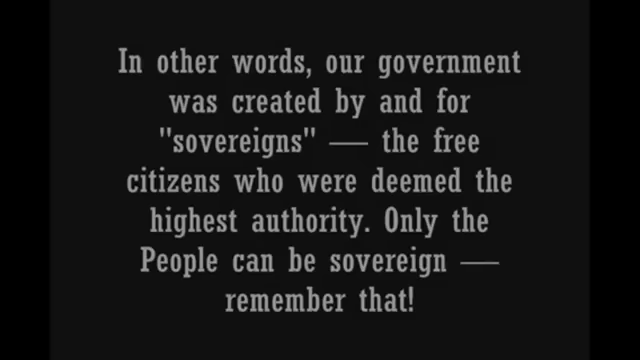 In other words, our government
was created by and for
"sovereigns" — the free
citizens who were deemed the
highest authority. Only the
People can be sovereign —
remember that!